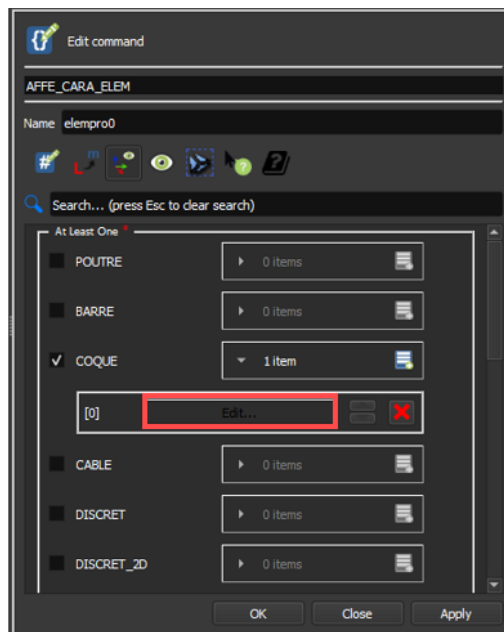 Edit command
AFFE_CARA_ELEM
Name elempro0
Search... (press Esc to clear search)
At Least One *
POUTRE 0 items
BARRE 0 items
COQUE 1 item
[0] Edit...
CABLE 0 items
DISCRET 0 items
DISCRET_2D 0 items
OK Close Apply